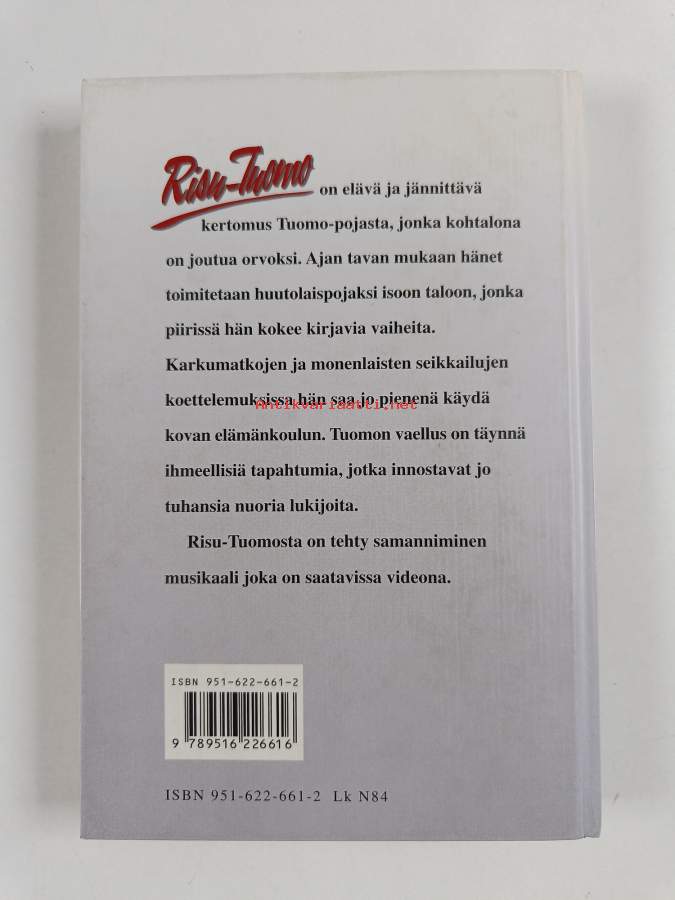 Risu-Tuomo on elävä ja jännittävä
kertomus Tuomo-pojasta, jonka kohtalona
on joutua orvoksi. Ajan tavan mukaan hänet
toimitetaan huutolaispojaksi isoon taloon, jonka
piirissä hän kokee kirjavia vaiheita.
Karkumatkojen ja monenlaisten seikkailujen
koettelemuksissa hän saa jo pienenä käydä
Antikvariaatti.net
kovan elämänkoulun. Tuomon vaellus on täynnä
ihmeellisiä tapahtumia, jotka innostavat jo
tuhansia nuoria lukijoita.
Risu-Tuomosta on tehty samanniminen
musikaali joka on saatavissa videona.
ISBN 951-622-661-2
9 789516 226616
ISBN 951-622-661-2 Lk N84